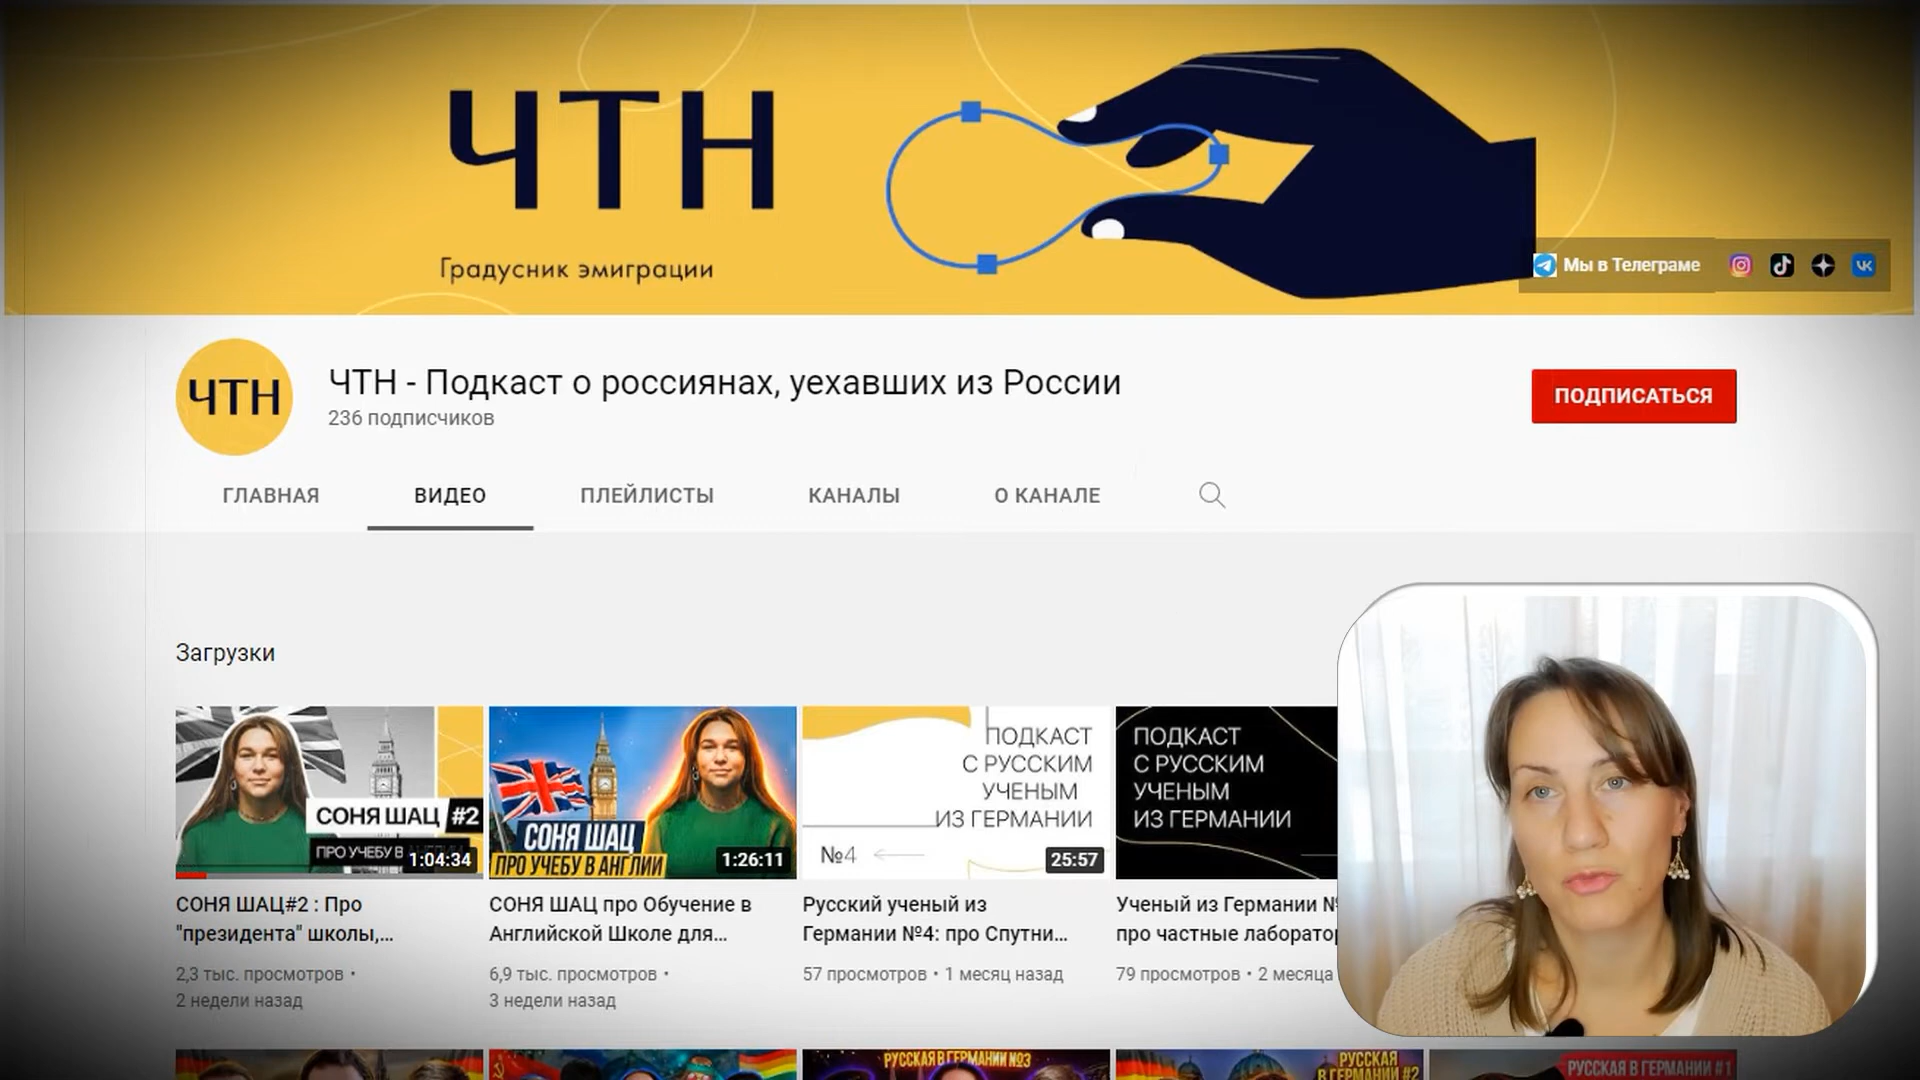 ЧТН
Градусник эмиграции
Мы в Телеграме
ЧТН
ЧТН - Подкаст о россиянах, уехавших из России
236 подписчиков
ПОДПИСАТЬСЯ
ГЛАВНАЯ
ВИДЕО
ПЛЕЙЛИСТЫ
КАНАЛЫ
О КАНАЛЕ
Загрузки
СОНЯ ШАЦ #2
ПРО УЧЕБУ В
1:04:34
СОНЯ ШАЦ
ПРО УЧЕБУ В АНГЛИИ
1:26:11
ПОДКАСТ
С РУССКИМ
УЧЕНЫМ
ИЗ ГЕРМАНИИ
№4
25:57
ПОДКАСТ
С РУССКИМ
УЧЕНЫМ
ИЗ ГЕРМАНИИ
СОНЯ ШАЦ#2 : Про
"президента" школы,...
2,3 тыс. просмотров •
2 недели назад
СОНЯ ШАЦ про Обучение в
Английской Школе для...
6,9 тыс. просмотров •
3 недели назад
Русский ученый из
Германии №4: про Спутни...
57 просмотров • 1 месяц назад
Ученый из Германии
про частные
79 просмотров • 2 месяца
РУССКАЯ В ГЕРМАНИИ №3
РУССКАЯ
В ГЕРМАНИИ #2
РУССКАЯ В ГЕРМАНИИ #1